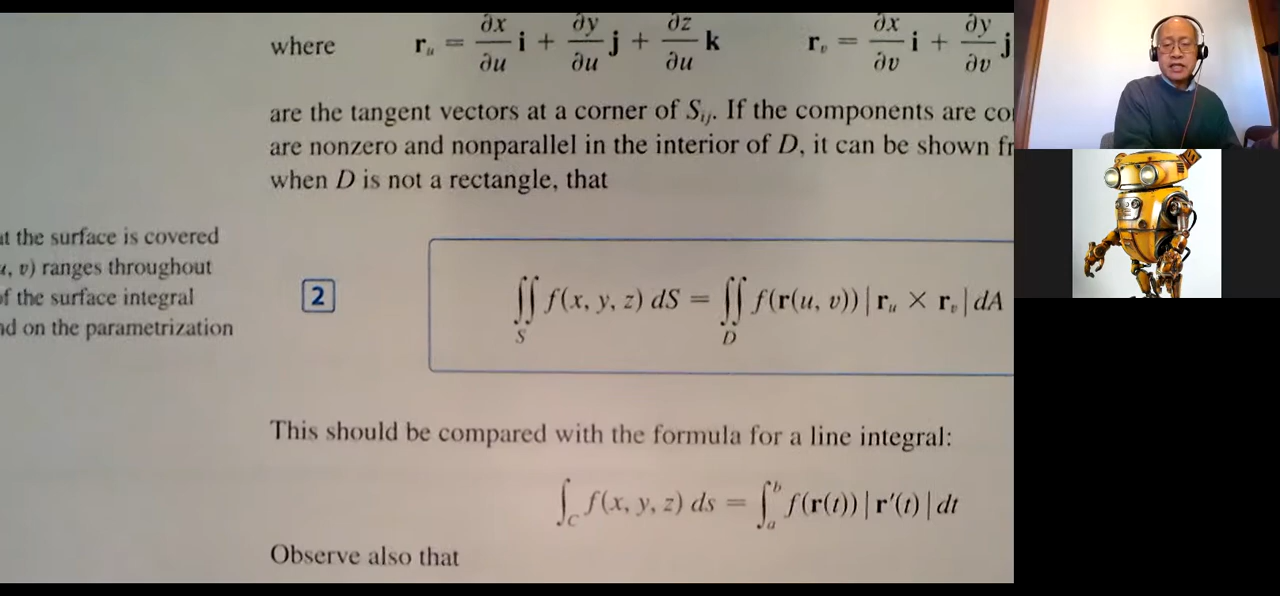 where r_u = ∂x/∂u i + ∂y/∂u j + ∂z/∂u k r_v = ∂x/∂v i + ∂y/∂v j
are the tangent vectors at a corner of S_ij. If the components are
are nonzero and nonparallel in the interior of D, it can be shown
when D is not a rectangle, that
the surface is covered
v) ranges throughout
of the surface integral
on the parametrization
2 ∬_S f(x, y, z) dS = ∬_D f(r(u, v)) | r_u × r_v | dA
This should be compared with the formula for a line integral:
∫_C f(x, y, z) ds = ∫_a^b f(r(t)) | r′(t) | dt
Observe also that